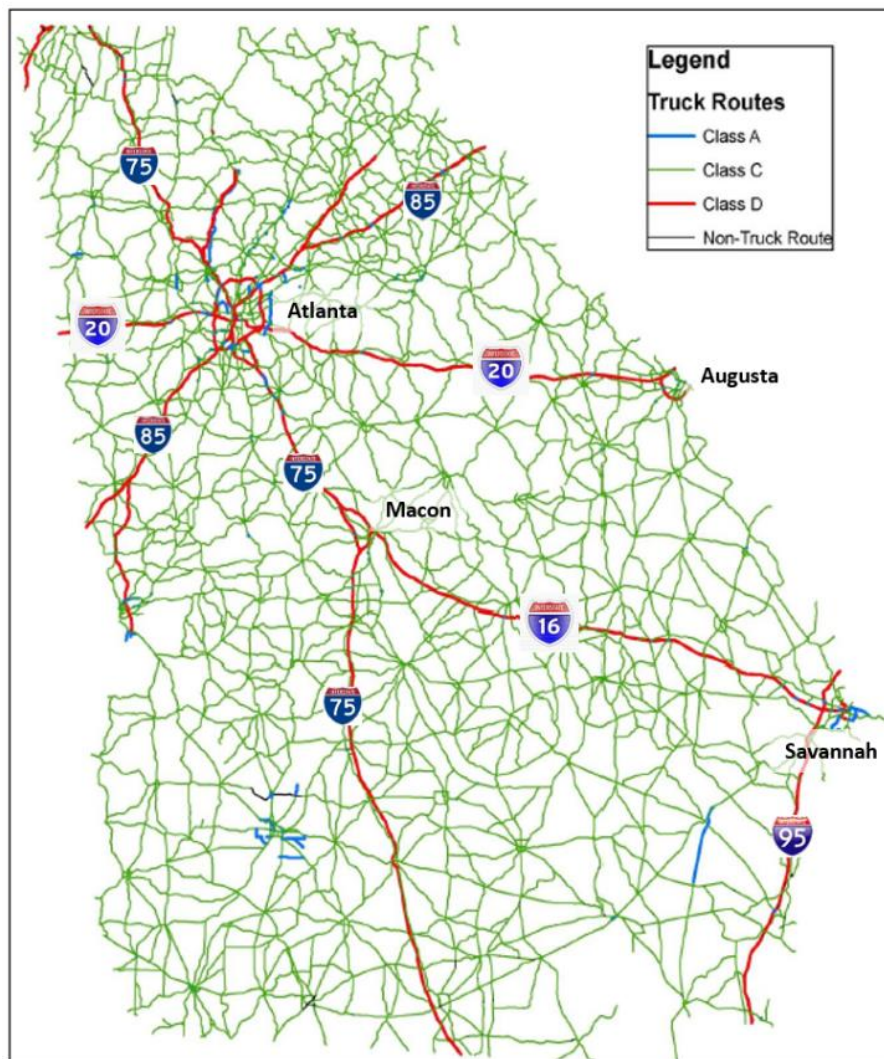 Legend
Truck Routes
Class A
Class C
Class D
Non-Truck Route
75
85
Atlanta
20
20
Augusta
85
75
Macon
16
75
Savannah
95